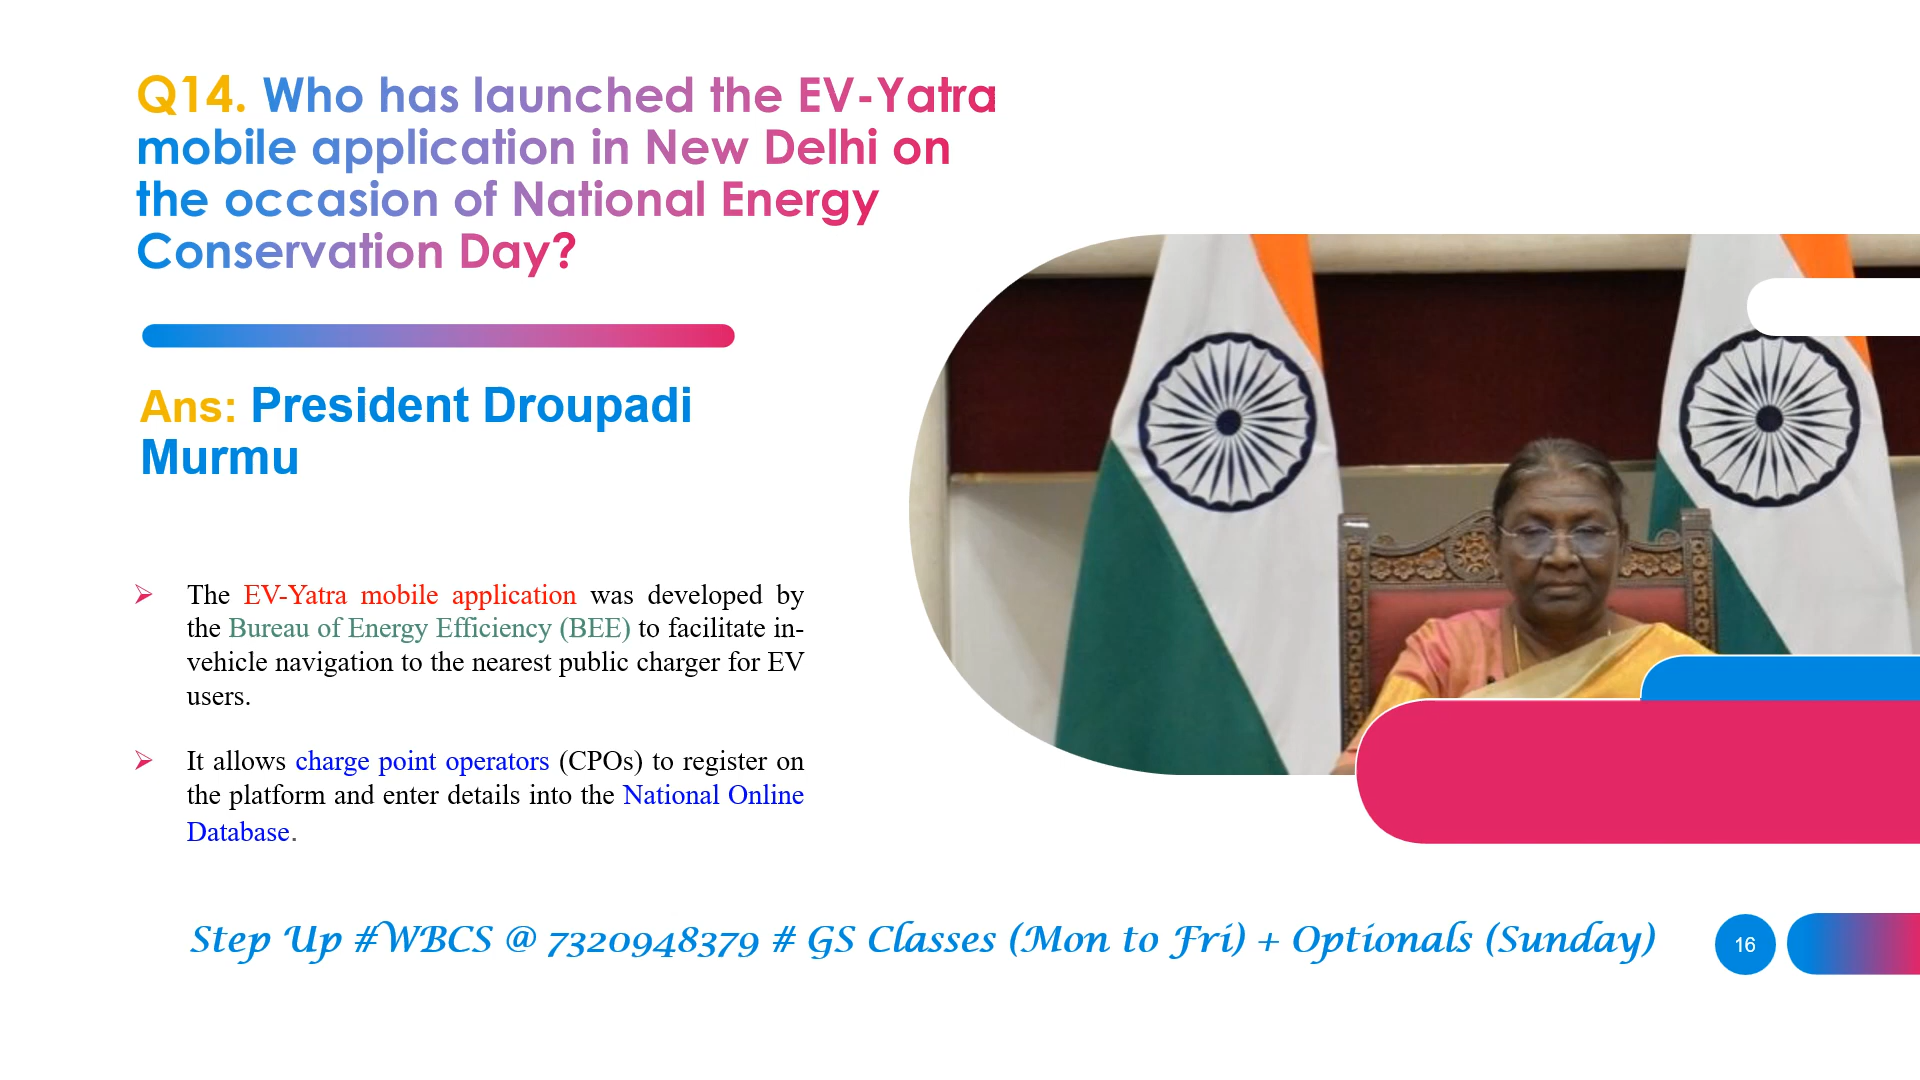 Q14. Who has launched the EV-Yatra
mobile application in New Delhi on
the occasion of National Energy
Conservation Day?
Ans: President Droupadi
Murmu
The EV-Yatra mobile application was developed by
the Bureau of Energy Efficiency (BEE) to facilitate in-
vehicle navigation to the nearest public charger for EV
users.
It allows charge point operators (CPOs) to register on
the platform and enter details into the National Online
Database.
Step Up #WBCS @ 7320948379 # GS Classes (Mon to Fri) + Optionals (Sunday)
16